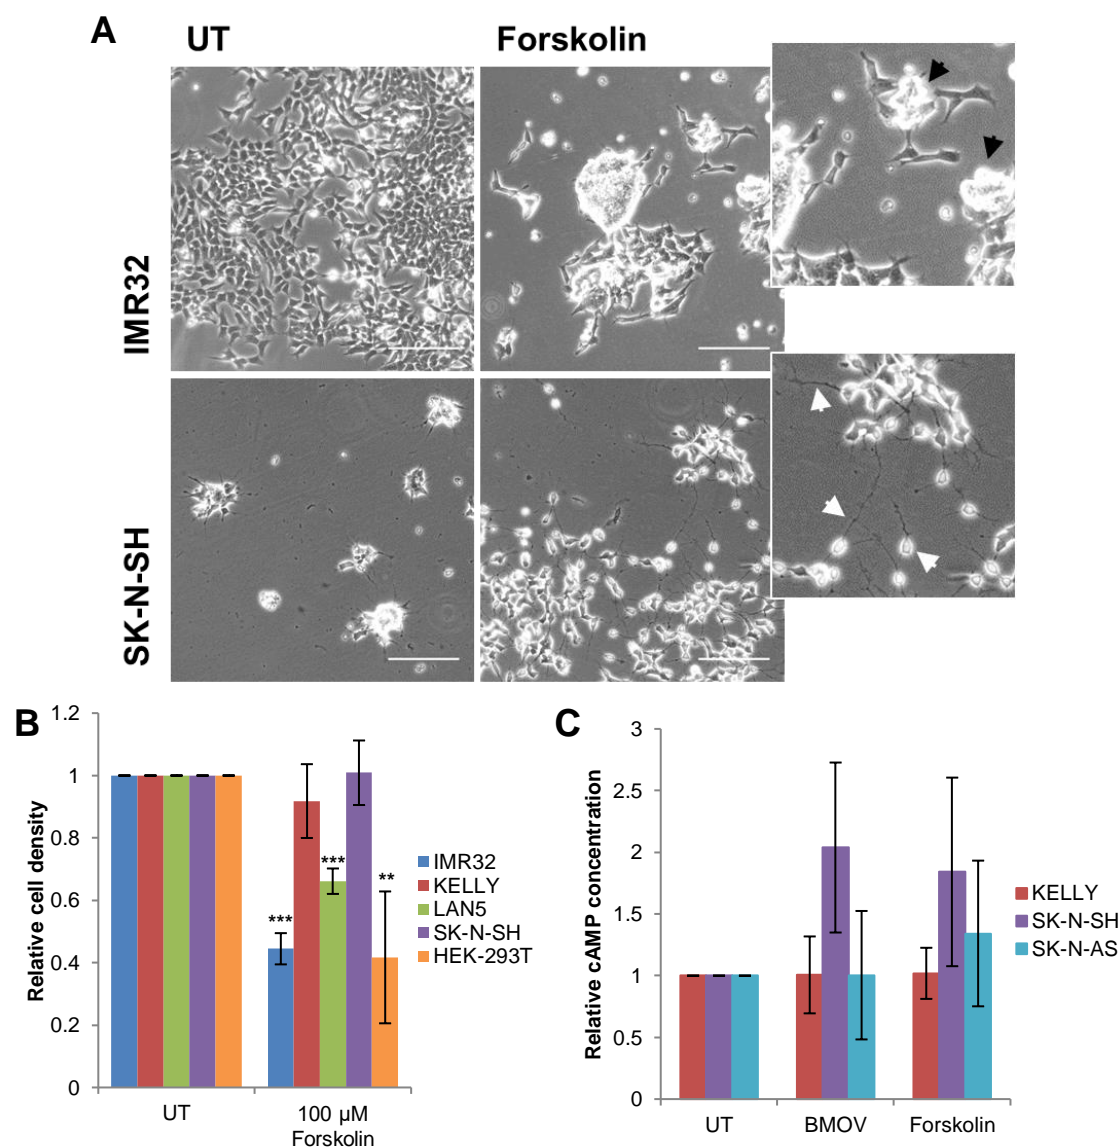 A
UT
Forskolin
IMR32
SK-N-SH
B
1.2
1
0.8
0.6
0.4
0.2
0
Relative cell density
***
***
**
UT
100 µM
Forskolin
IMR32
KELLY
LAN5
SK-N-SH
HEK-293T
C
3
2.5
2
1.5
1
0.5
0
Relative cAMP concentration
UT
BMOV
Forskolin
KELLY
SK-N-SH
SK-N-AS